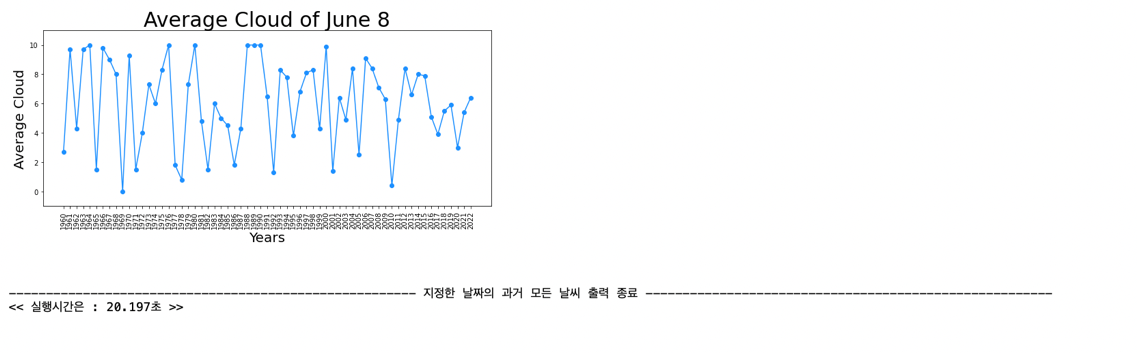 Average Cloud of June 8
Average Cloud
10
8
6
4
2
0
1960 1961 1962 1963 1964 1965 1966 1967 1968 1969 1970 1971 1972 1973 1974 1975 1976 1977 1978 1979 1980 1981 1982 1983 1984 1985 1986 1987 1988 1989 1990 1991 1992 1993 1994 1995 1996 1997 1998 1999 2000 2001 2002 2003 2004 2005 2006 2007 2008 2009 2010 2011 2012 2013 2014 2015 2016 2017 2018 2019 2020 2021 2022
Years
------------------------------------------------------- 지정한 날짜의 과거 모든 날씨 출력 종료 -------------------------------------------------------
<< 실행시간은 : 20.197초 >>